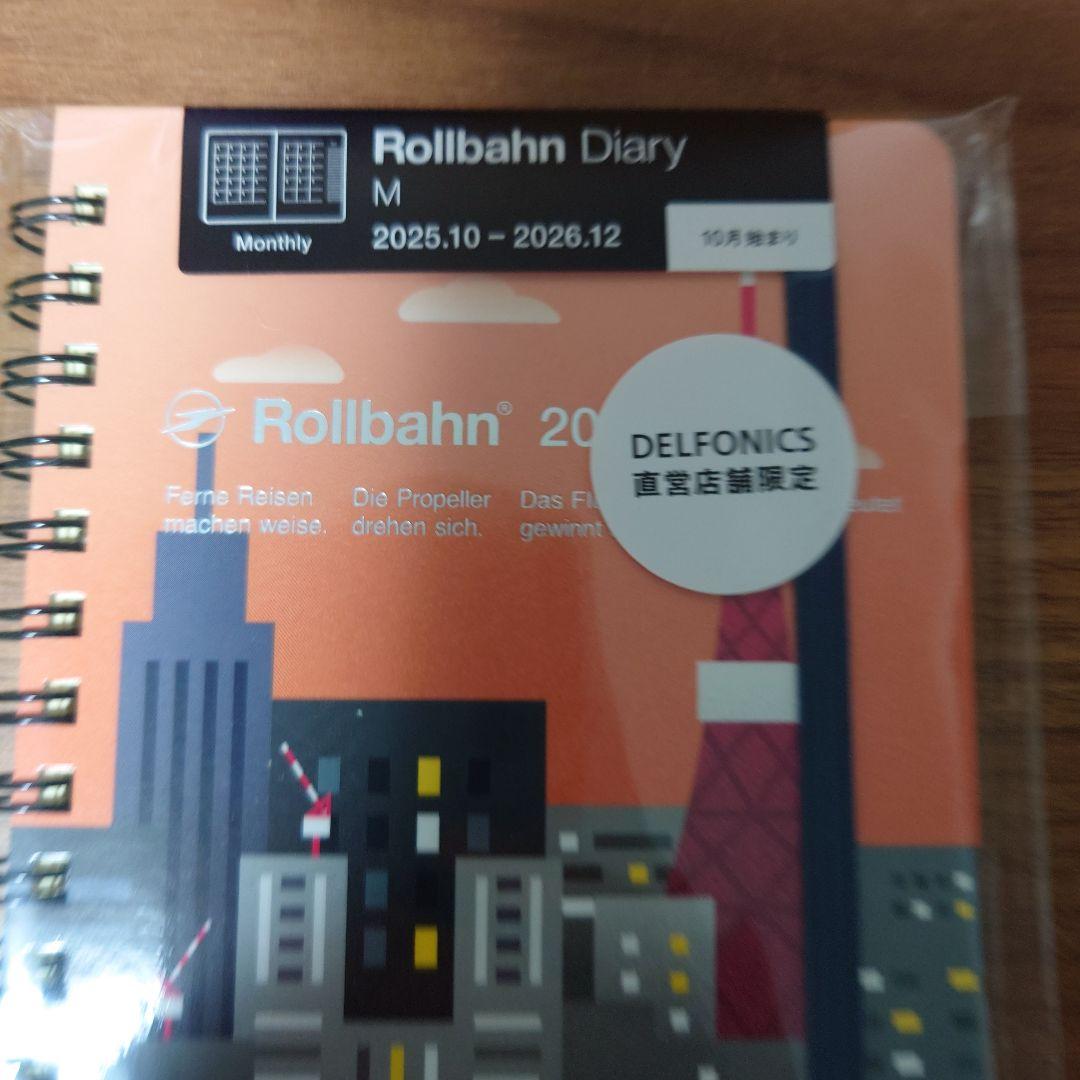 Rollbahn Diary
M
2025.10 – 2026.12
Monthly
10月始まり
Rollbahn® 20
DELFONICS
直営店舗限定
Ferne Reisen
machen weise.
Die Propeller
drehen sich.
Das
gewinnt